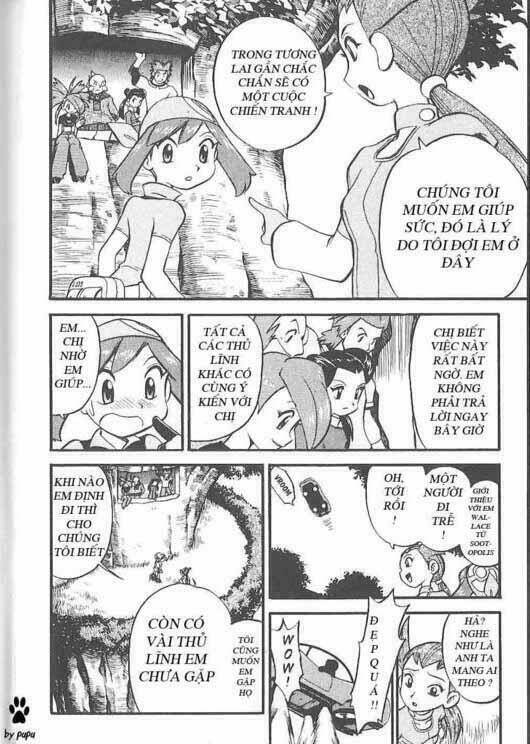 TRONG TƯƠNG
LAI GẦN CHẮC
CHẮN SẼ CÓ
MỘT CUỘC
CHIẾN TRANH !
CHÚNG TÔI
MUỐN EM GIÚP
SỨC, ĐÓ LÀ LÝ
DO TÔI ĐỢI EM Ở
ĐÂY
EM...
CHỊ
NHỜ
EM
GIÚP...
TẤT CẢ
CÁC THỦ
LĨNH
KHÁC CÓ
CÙNG Ý
KIẾN VỚI
CHỊ
CHỊ BIẾT
VIỆC NÀY
RẤT BẤT
NGỜ. EM
KHÔNG
PHẢI TRẢ
LỜI NGAY
BÂY GIỜ
KHI NÀO
EM ĐỊNH ĐI
THÌ CHO
CHÚNG
TÔI BIẾT
CÒN CÓ
VÀI THỦ
LĨNH EM
CHƯA GẶP
TÔI
CŨNG
MUỐN
EM
GẶP
HỌ
VROOM
OH,
TỚI
RỒI
!
MỘT
NGƯỜI
ĐI
TRỄ !
GIỚI
THIỆU
VỚI EM
WAL-
LACE
TỪ
SOOT-
OPOLIS
WOW!
ĐẸP QUÁ!!
HẢ?
NGHE
NHƯ LÀ
ANH TA
MANG AI
THEO ?
by pupu